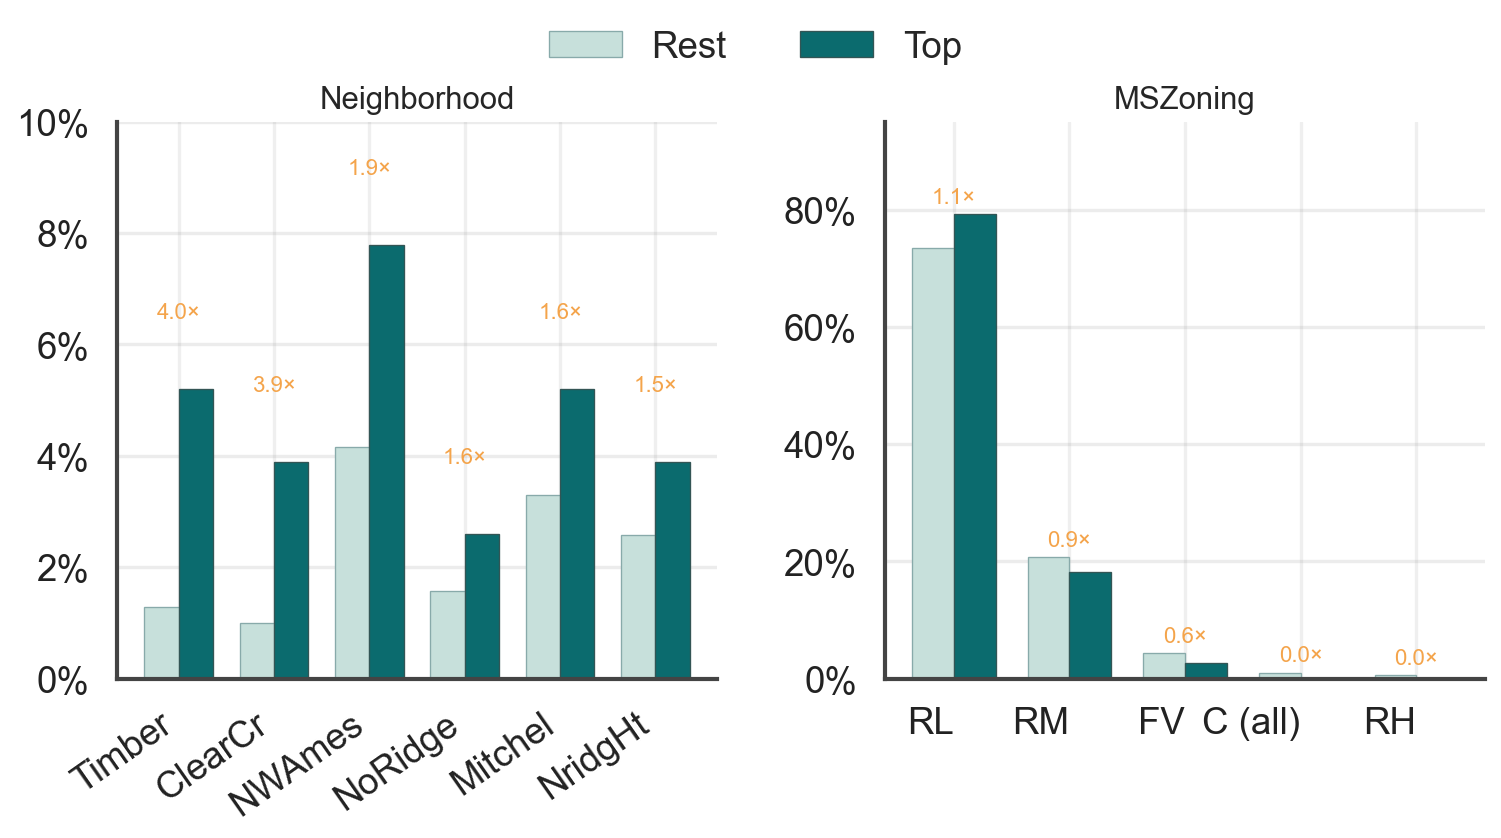 Rest Top
Neighborhood
10%
8%
6%
4%
2%
0%
4.0×
3.9×
1.9×
1.6×
1.6×
1.5×
Timber
ClearCr
NWAmes
NoRidge
Mitchel
NridgHt
MSZoning
80%
60%
40%
20%
0%
1.1×
0.9×
0.6×
0.0×
0.0×
RL
RM
FV
C (all)
RH